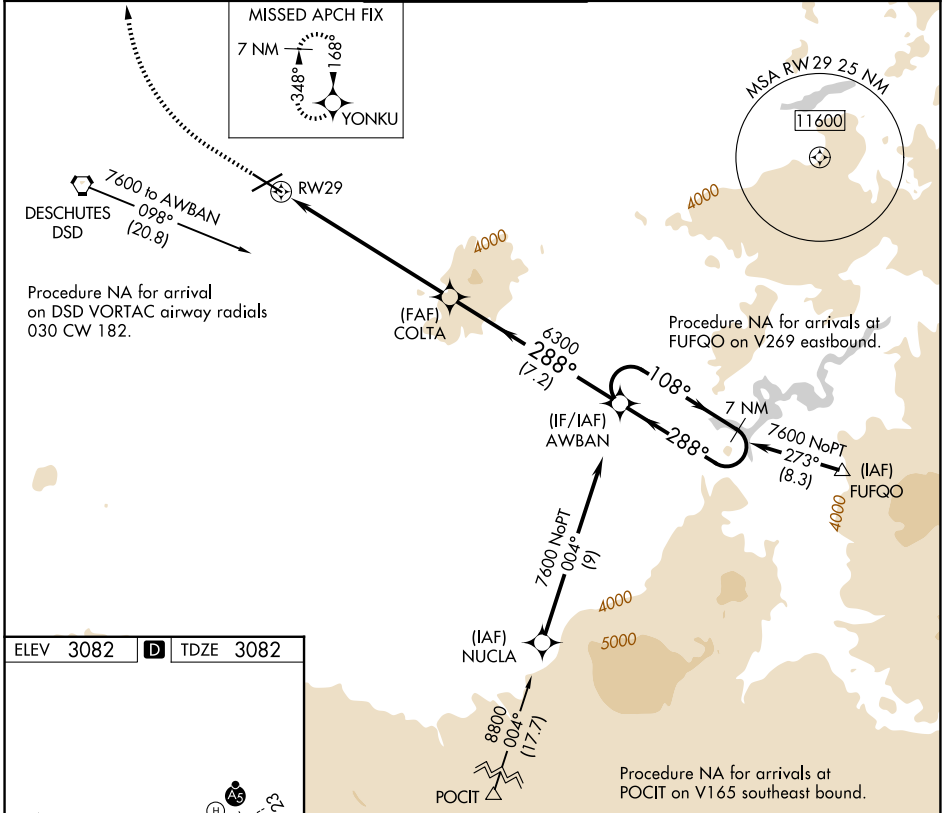 MISSED APCH FIX
7 NM
348°
168°
YONKU
MSA RW29 25 NM
11600
RW29
DESCHUTES
DSD
7600 to AWBAN
098°
(20.8)
4000
4000
Procedure NA for arrival
on DSD VORTAC airway radials
030 CW 182.
(FAF)
COLTA
6300
288°
(7.2)
Procedure NA for arrivals at
FUFQO on V269 eastbound.
108°
7 NM
288°
(IF/IAF)
AWBAN
7600 NoPT
273°
(8.3)
(IAF)
FUFQO
4000
7600 NoPT
004°
(9)
4000
5000
(IAF)
NUCLA
ELEV 3082 D TDZE 3082
8800
004°
(17.7)
POCIT
Procedure NA for arrivals at
POCIT on V165 southeast bound.
A5
H
23